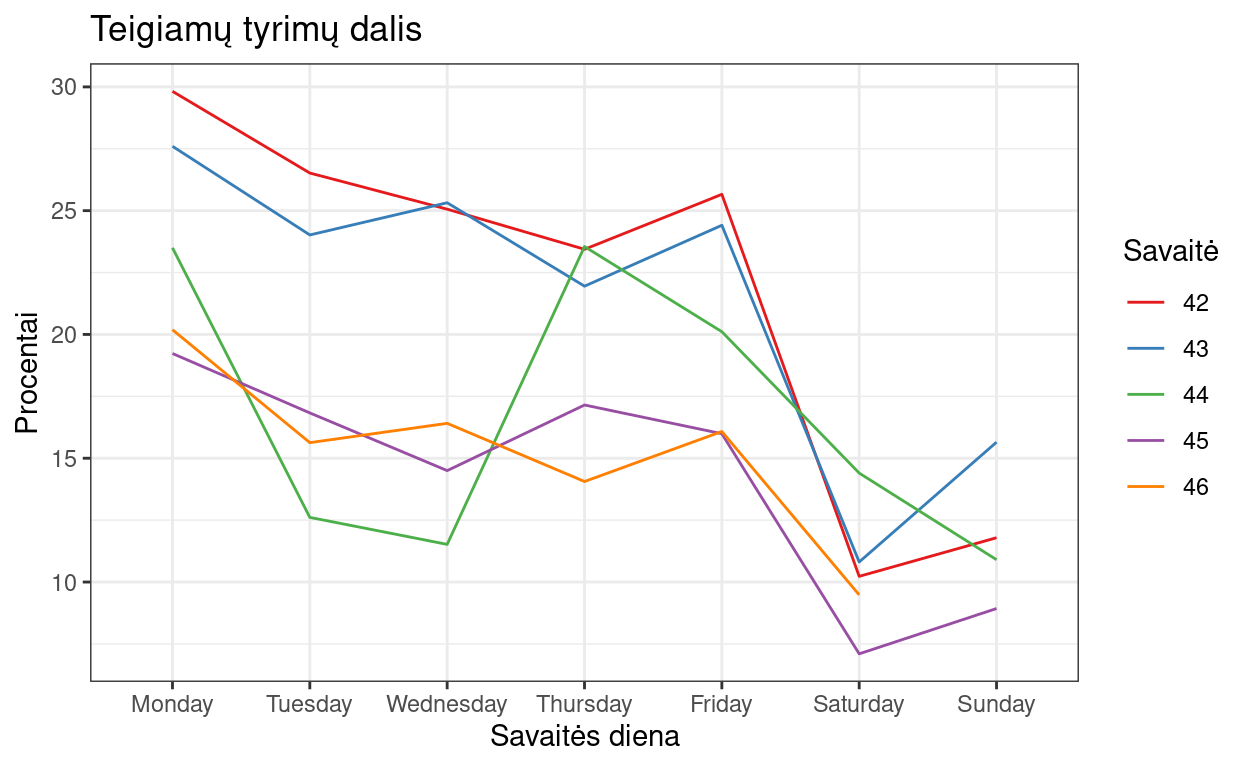 Teigiamų tyrimų dalis
Procentai
30
25
20
15
10
Monday Tuesday Wednesday Thursday Friday Saturday Sunday
Savaitės diena
Savaitė
42
43
44
45
46